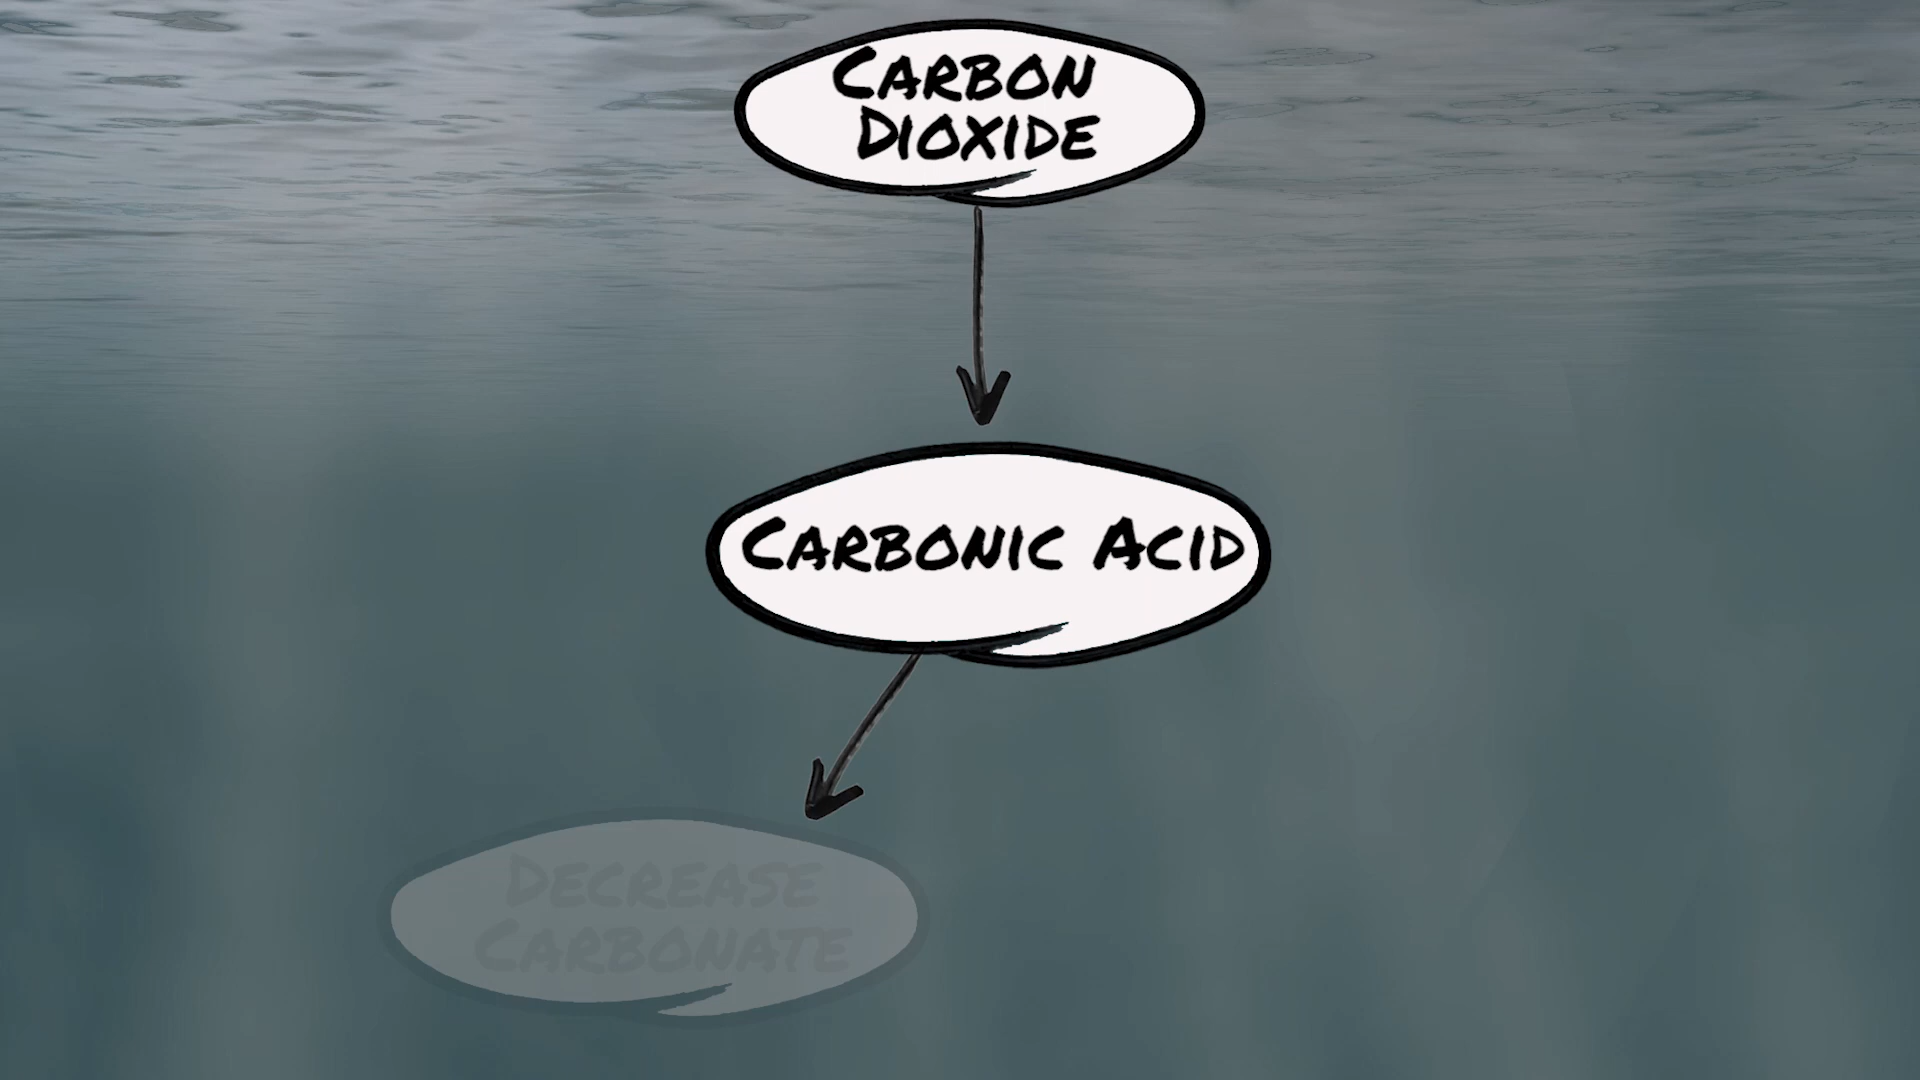 Carbon
Dioxide
Carbonic Acid
Decrease
Carbonate